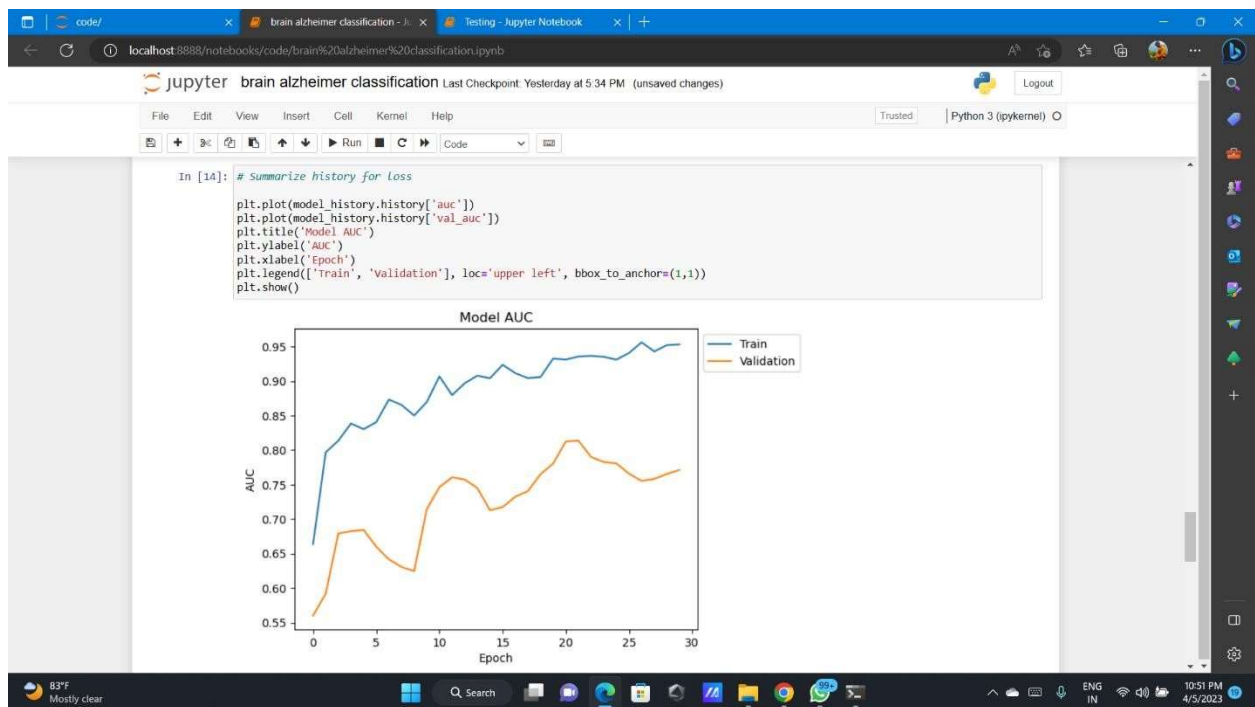 code/
brain alzheimer classification - Ju
Testing - Jupyter Notebook
localhost:8888/notebooks/code/brain%20alzheimer%20classification.ipynb
jupyter brain alzheimer classification Last Checkpoint: Yesterday at 5:34 PM (unsaved changes)
Logout
File Edit View Insert Cell Kernel Help
Trusted
Python 3 (ipykernel)
Run
Code
In [14]: # Summarize history for loss
plt.plot(model_history.history['auc'])
plt.plot(model_history.history['val_auc'])
plt.title('Model AUC')
plt.ylabel('AUC')
plt.xlabel('Epoch')
plt.legend(['Train', 'Validation'], loc='upper left', bbox_to_anchor=(1,1))
plt.show()
Model AUC
Train
Validation
0.95
0.90
0.85
0.80
0.75
0.70
0.65
0.60
0.55
AUC
0 5 10 15 20 25 30
Epoch
83°F
Mostly clear
Search
99+
ENG
IN
10:51 PM
4/5/2023
19